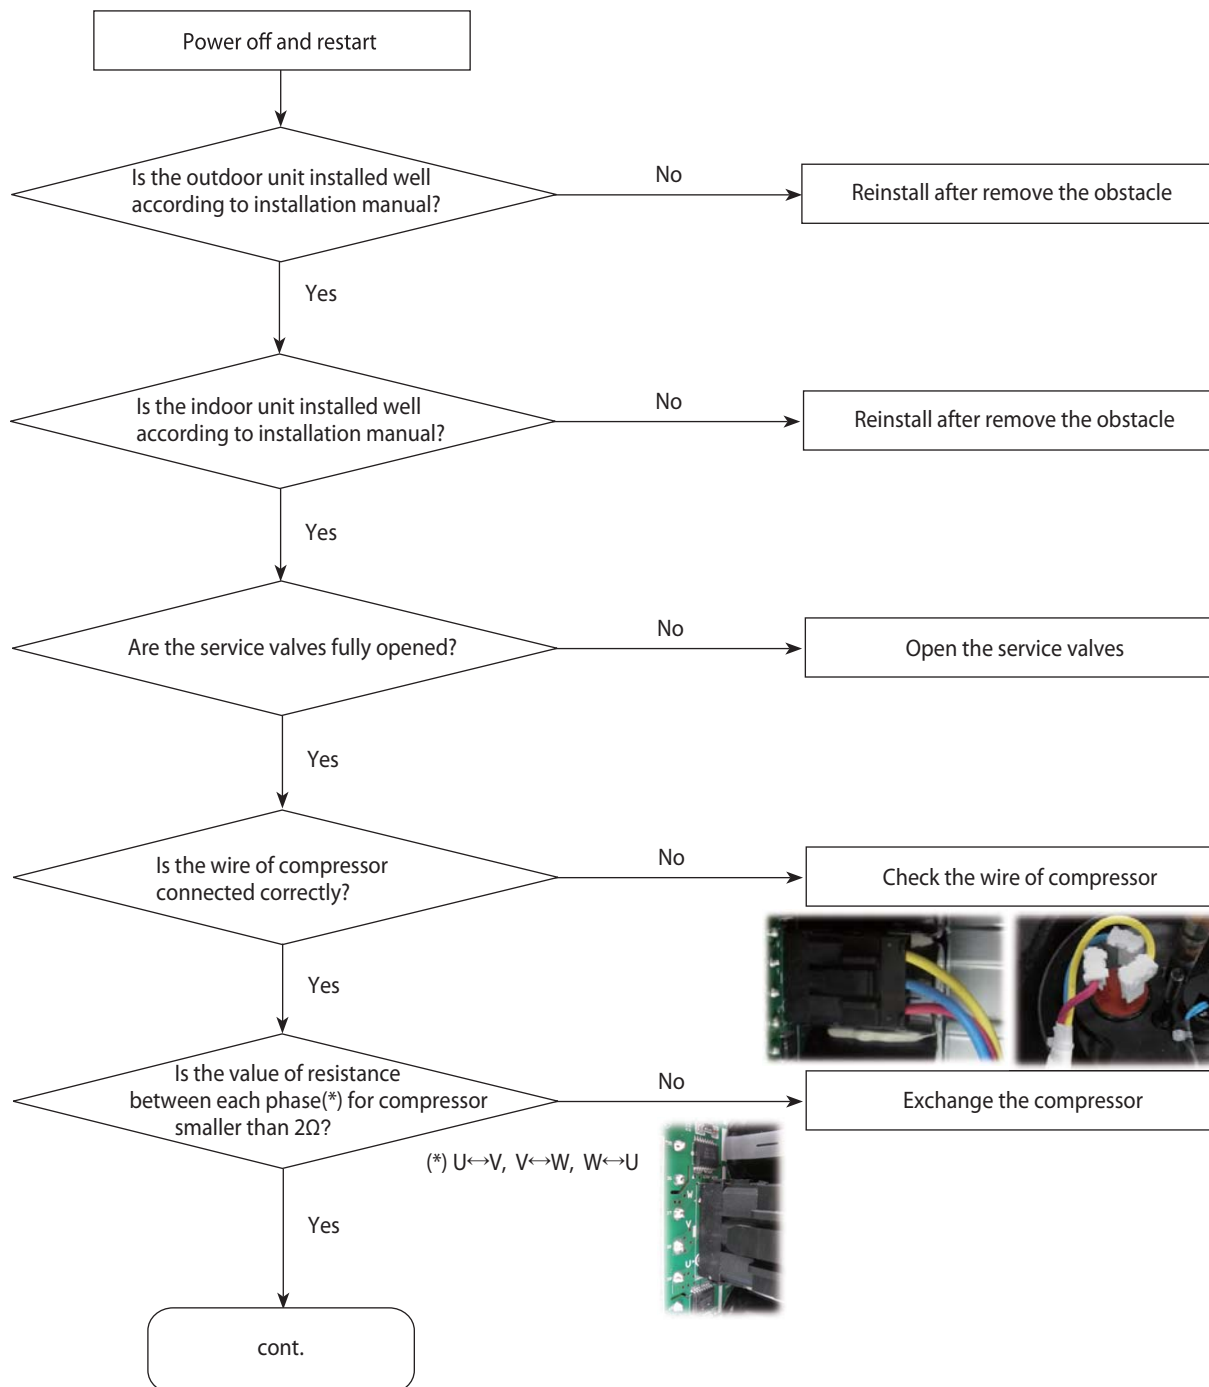 Power off and restart
Is the outdoor unit installed well
according to installation manual?
No
Reinstall after remove the obstacle
Yes
Is the indoor unit installed well
according to installation manual?
No
Reinstall after remove the obstacle
Yes
Are the service valves fully opened?
No
Open the service valves
Yes
Is the wire of compressor
connected correctly?
No
Check the wire of compressor
Yes
Is the value of resistance
between each phase(*) for compressor
smaller than 2Ω?
No
Exchange the compressor
(*) U↔V, V↔W, W↔U
W
V
U
Yes
cont.